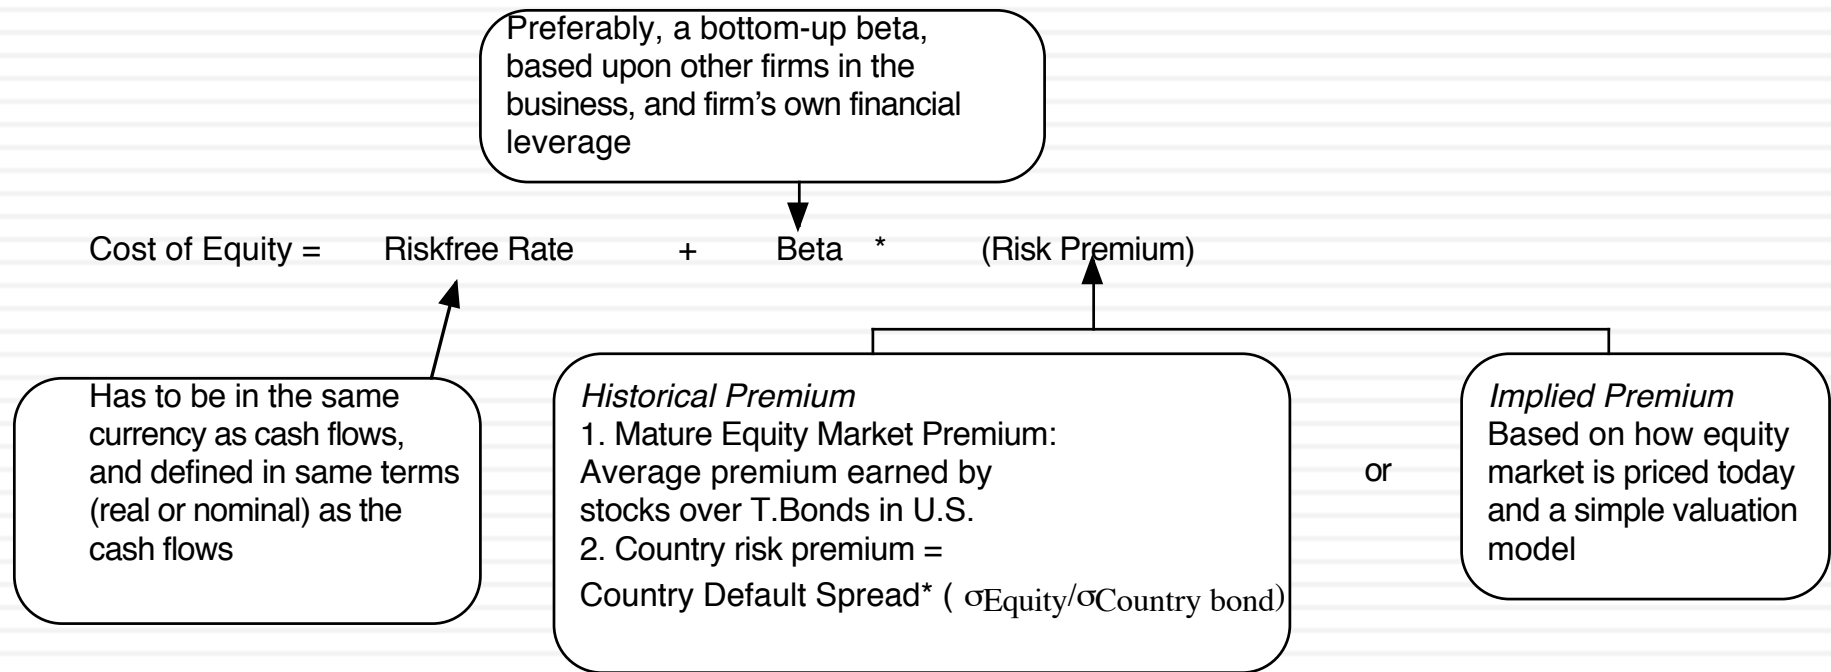 Preferably, a bottom-up beta,
based upon other firms in the
business, and firm’s own financial
leverage
Cost of Equity = Riskfree Rate + Beta * (Risk Premium)
Has to be in the same
currency as cash flows,
and defined in same terms
(real or nominal) as the
cash flows
Historical Premium
1. Mature Equity Market Premium:
Average premium earned by
stocks over T.Bonds in U.S.
2. Country risk premium =
Country Default Spread* ( σEquity/σCountry bond)
or
Implied Premium
Based on how equity
market is priced today
and a simple valuation
model